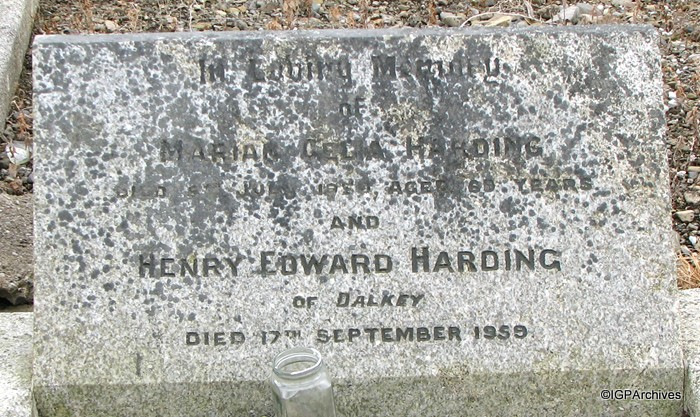 In Loving Memory
OF
MARIAN CELIA HARDING
DIED JULY AGED YEARS
AND
HENRY EDWARD HARDING
OF DALKEY
DIED 17TH SEPTEMBER 1959.
©IGPArchives